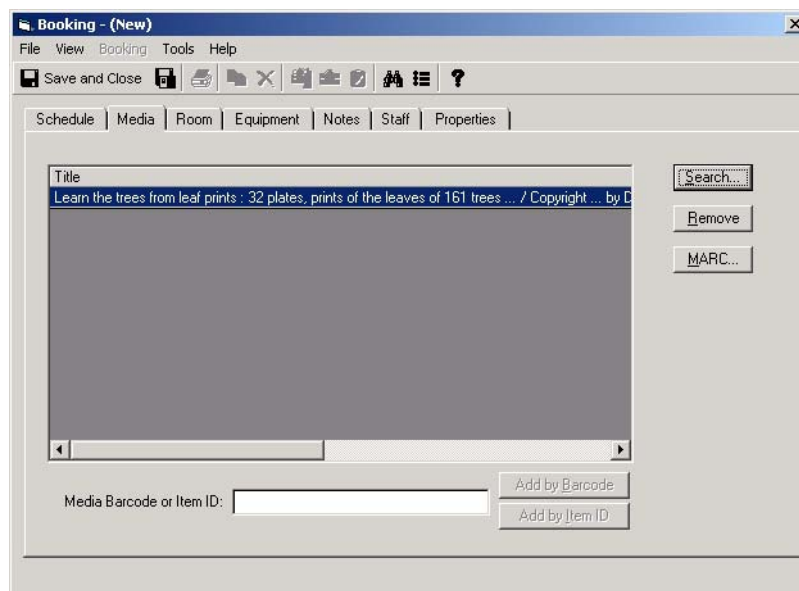 Booking - (New)
File View Booking Tools Help
Save and Close
Schedule Media Room Equipment Notes Staff Properties
Title
Learn the trees from leaf prints : 32 plates, prints of the leaves of 161 trees ... / Copyright ... by D
Search...
Remove
MARC...
Media Barcode or Item ID:
Add by Barcode
Add by Item ID